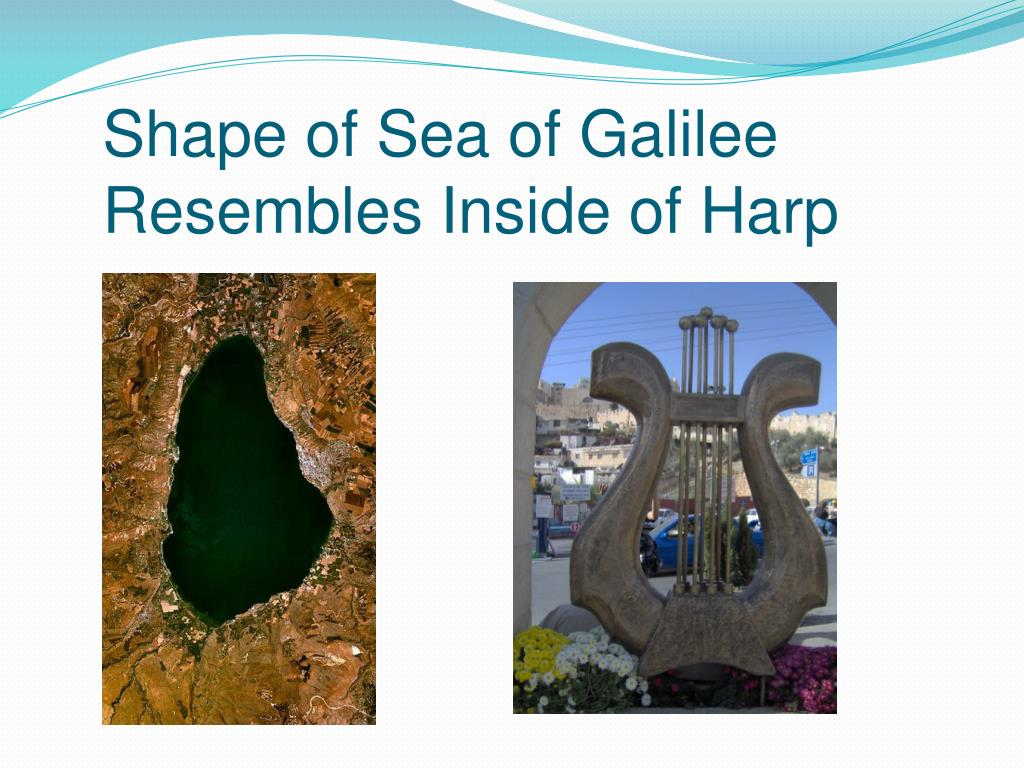 Shape of Sea of Galilee
Resembles Inside of Harp
P